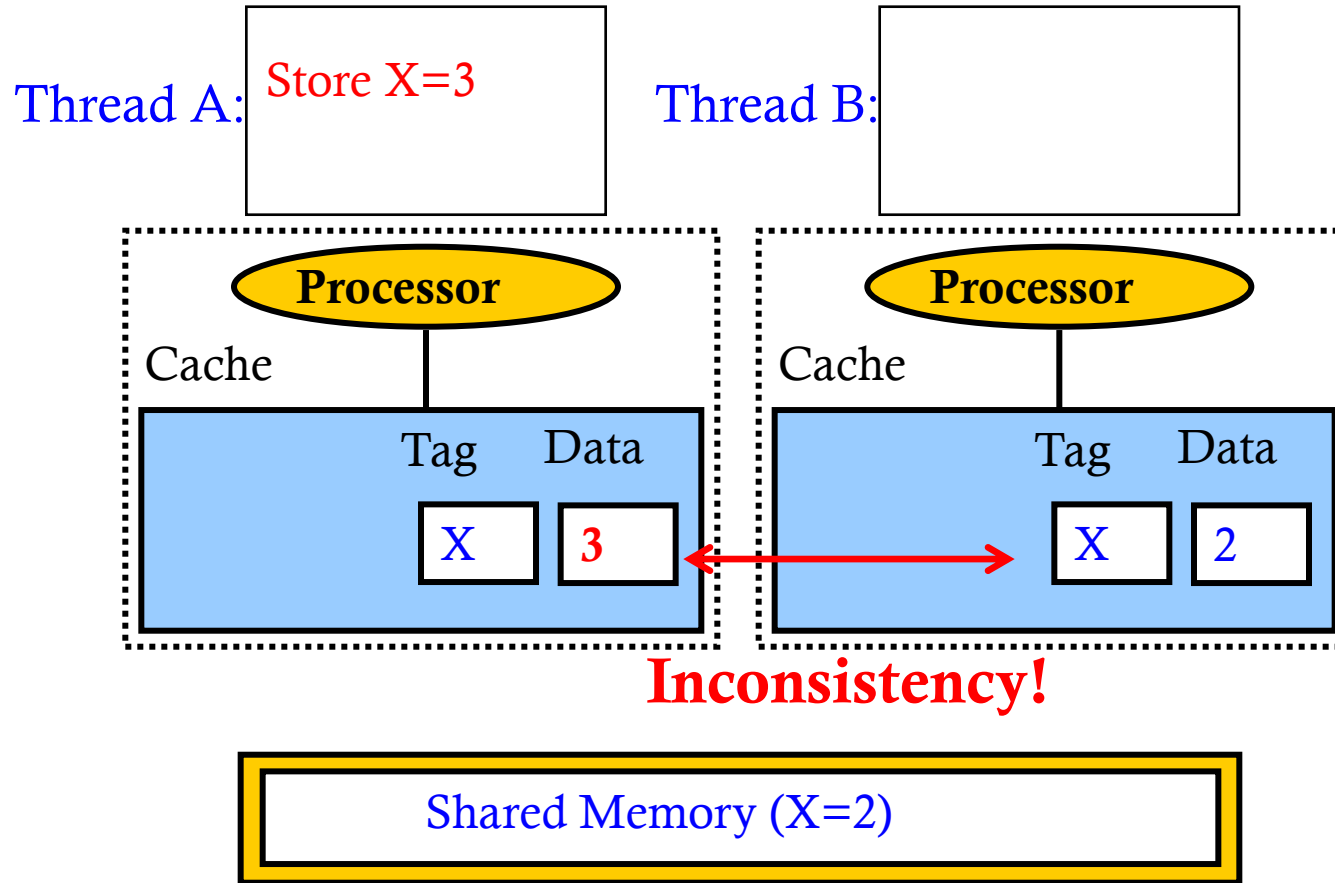 Thread A:
Store X=3
Thread B:
Processor
Processor
Cache
Cache
Tag Data
Tag Data
X 3
X 2
Inconsistency!
Shared Memory (X=2)